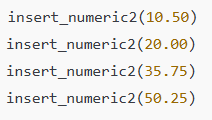 insert_numeric2(10.50)
insert_numeric2(20.00)
insert_numeric2(35.75)
insert_numeric2(50.25)